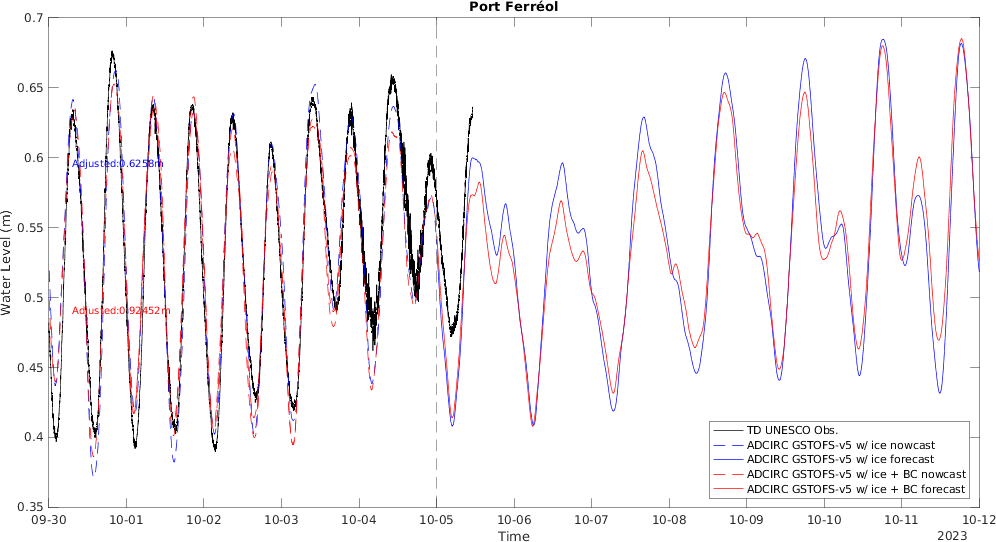 Port Ferréol
Water Level (m)
0.7
0.65
0.6
0.55
0.5
0.45
0.4
0.35
Adjusted:0.6258m
Adjusted:0.92452m
TD UNESCO Obs.
ADCIRC GSTOFS-v5 w/ ice nowcast
ADCIRC GSTOFS-v5 w/ ice forecast
ADCIRC GSTOFS-v5 w/ ice + BC nowcast
ADCIRC GSTOFS-v5 w/ ice + BC forecast
09-30 10-01 10-02 10-03 10-04 10-05 10-06 10-07 10-08 10-09 10-10 10-11 10-12
Time
2023